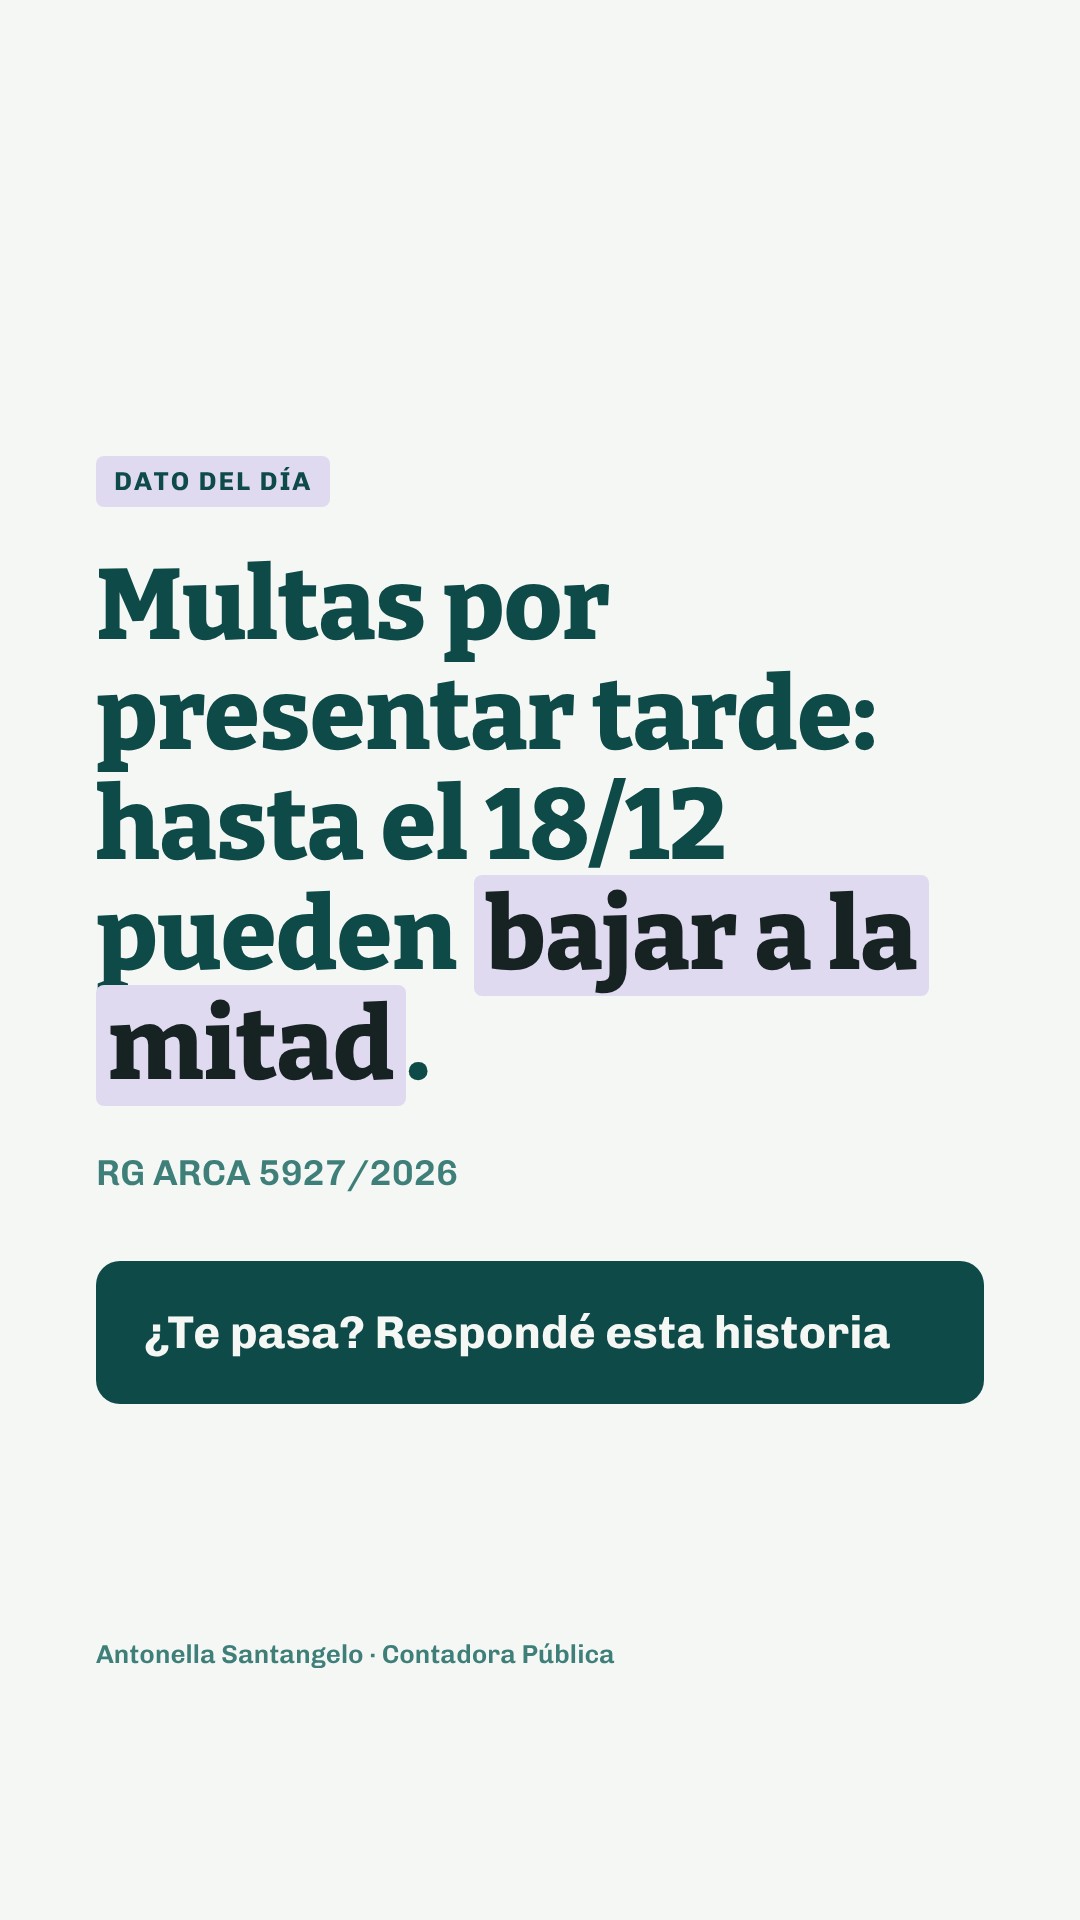 DATO DEL DÍA
Multas por
presentar tarde:
hasta el 18/12
pueden bajar a la
mitad.
RG ARCA 5927/2026
¿Te pasa? Respondé esta historia
Antonella Santangelo · Contadora Pública